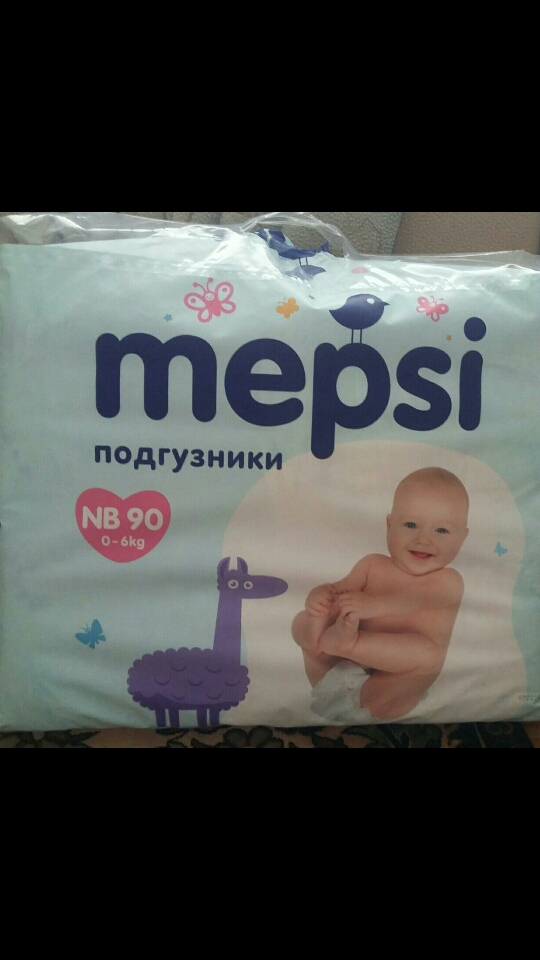 mepsi
подгузники
NB 90
0-6kg